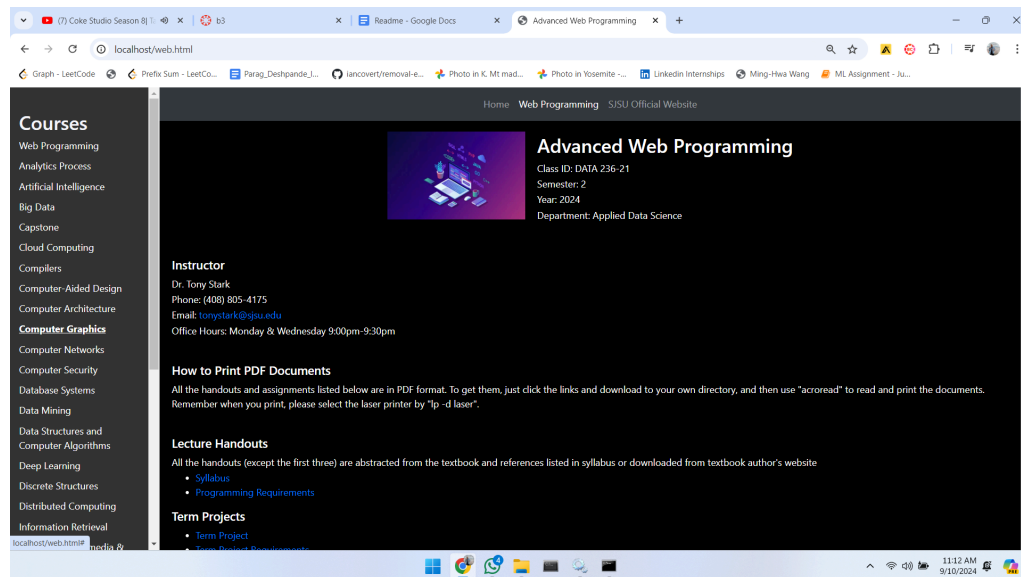 (7) Coke Studio Season 8| Ta
b3
Readme - Google Docs
Advanced Web Programming
localhost/web.html
Graph - LeetCode
Prefix Sum - LeetCo...
Parag_Deshpande_I...
iancovert/removal-e...
Photo in K. Mt mad...
Photo in Yosemite -...
Linkedin Internships
Ming-Hwa Wang
ML Assignment - Ju...
Home Web Programming SJSU Official Website
Courses
Web Programming
Analytics Process
Artificial Intelligence
Big Data
Capstone
Cloud Computing
Compilers
Computer-Aided Design
Computer Architecture
Computer Graphics
Computer Networks
Computer Security
Database Systems
Data Mining
Data Structures and
Computer Algorithms
Deep Learning
Discrete Structures
Distributed Computing
Information Retrieval
media &
localhost/web.html#
Advanced Web Programming
Class ID: DATA 236-21
Semester: 2
Year: 2024
Department: Applied Data Science
Instructor
Dr. Tony Stark
Phone: (408) 805-4175
Email: tonystark@sjsu.edu
Office Hours: Monday & Wednesday 9:00pm-9:30pm
How to Print PDF Documents
All the handouts and assignments listed below are in PDF format. To get them, just click the links and download to your own directory, and then use "acroread" to read and print the documents.
Remember when you print, please select the laser printer by "lp -d laser".
Lecture Handouts
All the handouts (except the first three) are abstracted from the textbook and references listed in syllabus or downloaded from textbook author's website
Syllabus
Programming Requirements
Term Projects
Term Project
Term Project Requirements
4
11:12 AM
9/10/2024